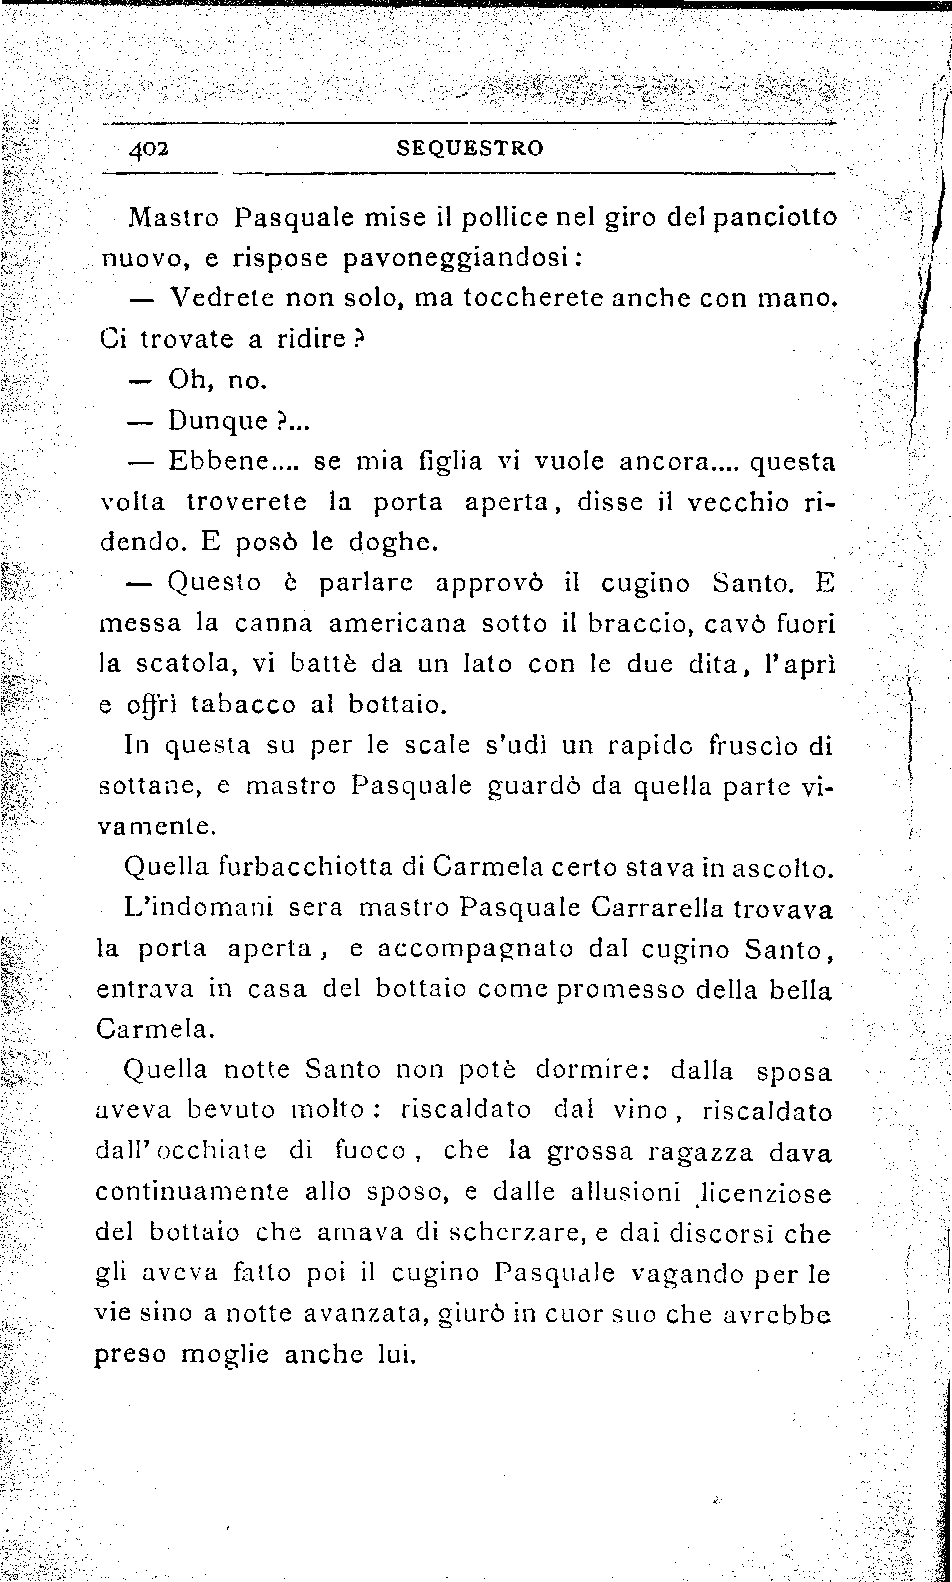 402 SEQUESTRO
Mastro Pasquale mise il pollice nel giro del panciotto
nuovo, e rispose pavoneggiandosi:
— Vedrete non solo, ma toccherete anche con mano.
Ci trovate a ridire?
— Oh, no.
— Dunque?...
— Ebbene.... se mia figlia vi vuole ancora.... questa
volta troverete la porta aperta, disse il vecchio ri-
dendo. E posò le doghe.
— Questo è parlare approvò il cugino Santo. E
messa la canna americana sotto il braccio, cavò fuori
la scatola, vi battè da un lato con le due dita, l'aprì
e offrì tabacco al bottaio.
In questa su per le scale s'udì un rapido fruscìo di
sottane, e mastro Pasquale guardò da quella parte vi-
vamente.
Quella furbacchiotta di Carmela certo stava in ascolto.
L'indomani sera mastro Pasquale Carrarella trovava
la porta aperta, e accompagnato dal cugino Santo,
entrava in casa del bottaio come promesso della bella
Carmela.
Quella notte Santo non potè dormire: dalla sposa
aveva bevuto molto: riscaldato dal vino, riscaldato
dall'occhiate di fuoco, che la grossa ragazza dava
continuamente allo sposo, e dalle allusioni licenziose
del bottaio che amava di scherzare, e dai discorsi che
gli aveva fatto poi il cugino Pasquale vagando per le
vie sino a notte avanzata, giurò in cuor suo che avrebbe
preso moglie anche lui.